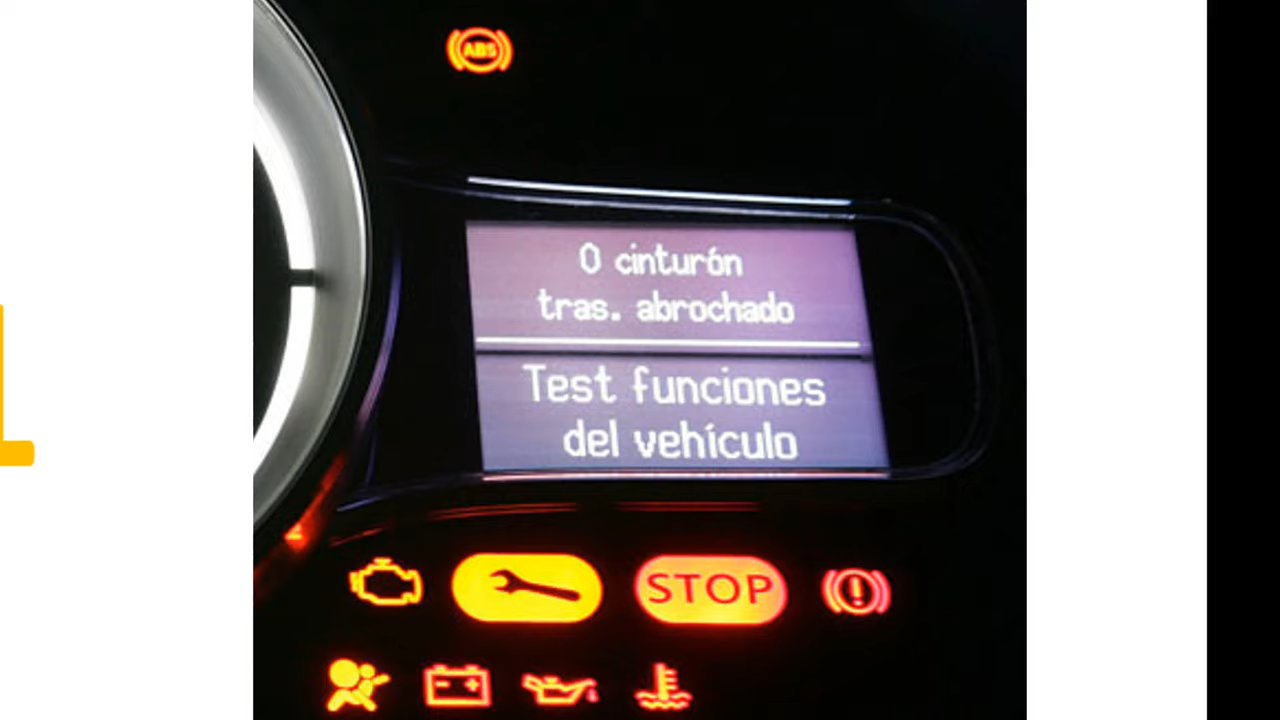 ABS
0 cinturón
tras. abrochado
Test funciones
del vehículo
STOP